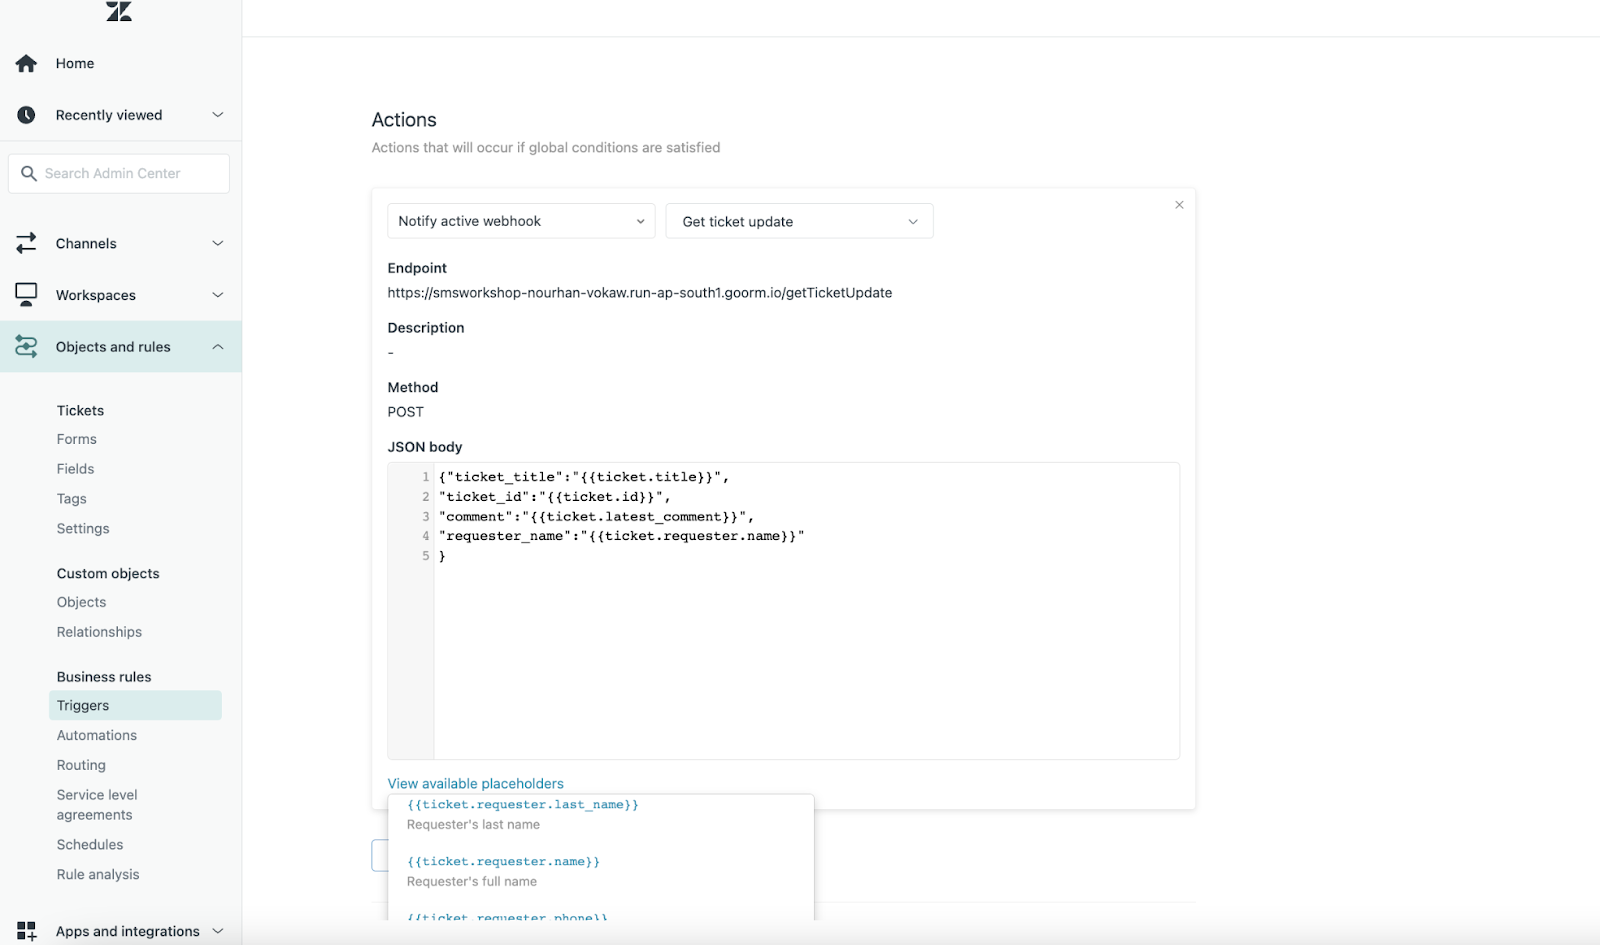 Home
Recently viewed
Search Admin Center
Channels
Workspaces
Objects and rules
Tickets
Forms
Fields
Tags
Settings
Custom objects
Objects
Relationships
Business rules
Triggers
Automations
Routing
Service level
agreements
Schedules
Rule analysis
Apps and integrations
Actions
Actions that will occur if global conditions are satisfied
Notify active webhook
Get ticket update
Endpoint
https://smsworkshop-nourhan-vokaw.run-ap-south1.goorm.io/getTicketUpdate
Description
-
Method
POST
JSON body
1 {"ticket_title":"{{ticket.title}}",
2 "ticket_id":"{{ticket.id}}",
3 "comment":"{{ticket.latest_comment}}",
4 "requester_name":"{{ticket.requester.name}}"
5 }
View available placeholders
{{ticket.requester.last_name}}
Requester's last name
{{ticket.requester.name}}
Requester's full name
{{ticket.requester.phone}}